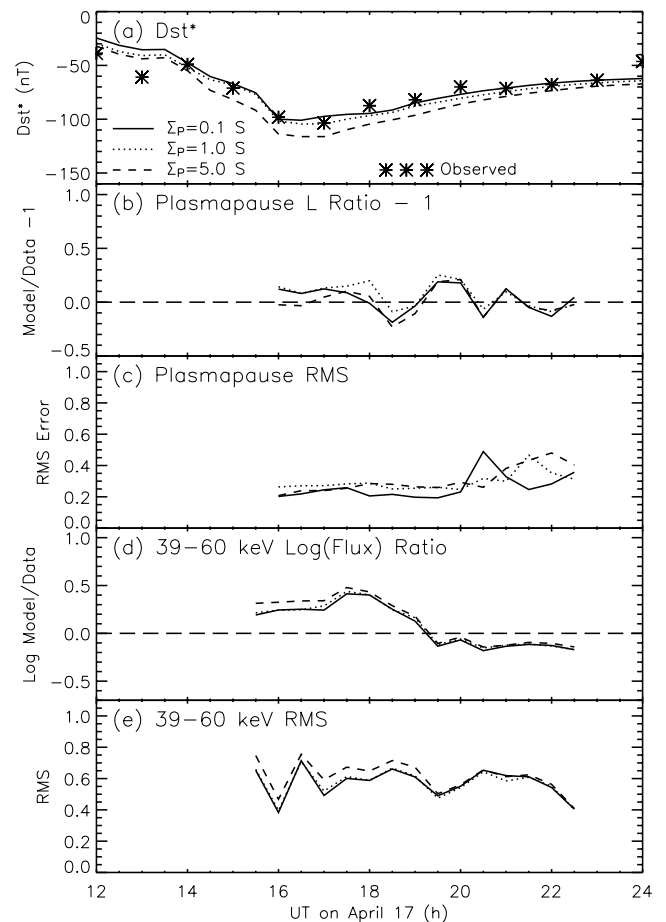 (a) Dst*
0
-50
-100
-150
Dst* (nT)
Σₚ=0.1 S
Σₚ=1.0 S
Σₚ=5.0 S
Observed
(b) Plasmapause L Ratio - 1
1.0
0.5
0.0
-0.5
Model/Data -1
(c) Plasmapause RMS
1.0
0.8
0.6
0.4
0.2
0.0
RMS Error
(d) 39-60 keV Log(Flux) Ratio
1.0
0.5
0.0
-0.5
Log Model/Data
(e) 39-60 keV RMS
1.0
0.8
0.6
0.4
0.2
0.0
RMS
12 14 16 18 20 22 24
UT on April 17 (h)